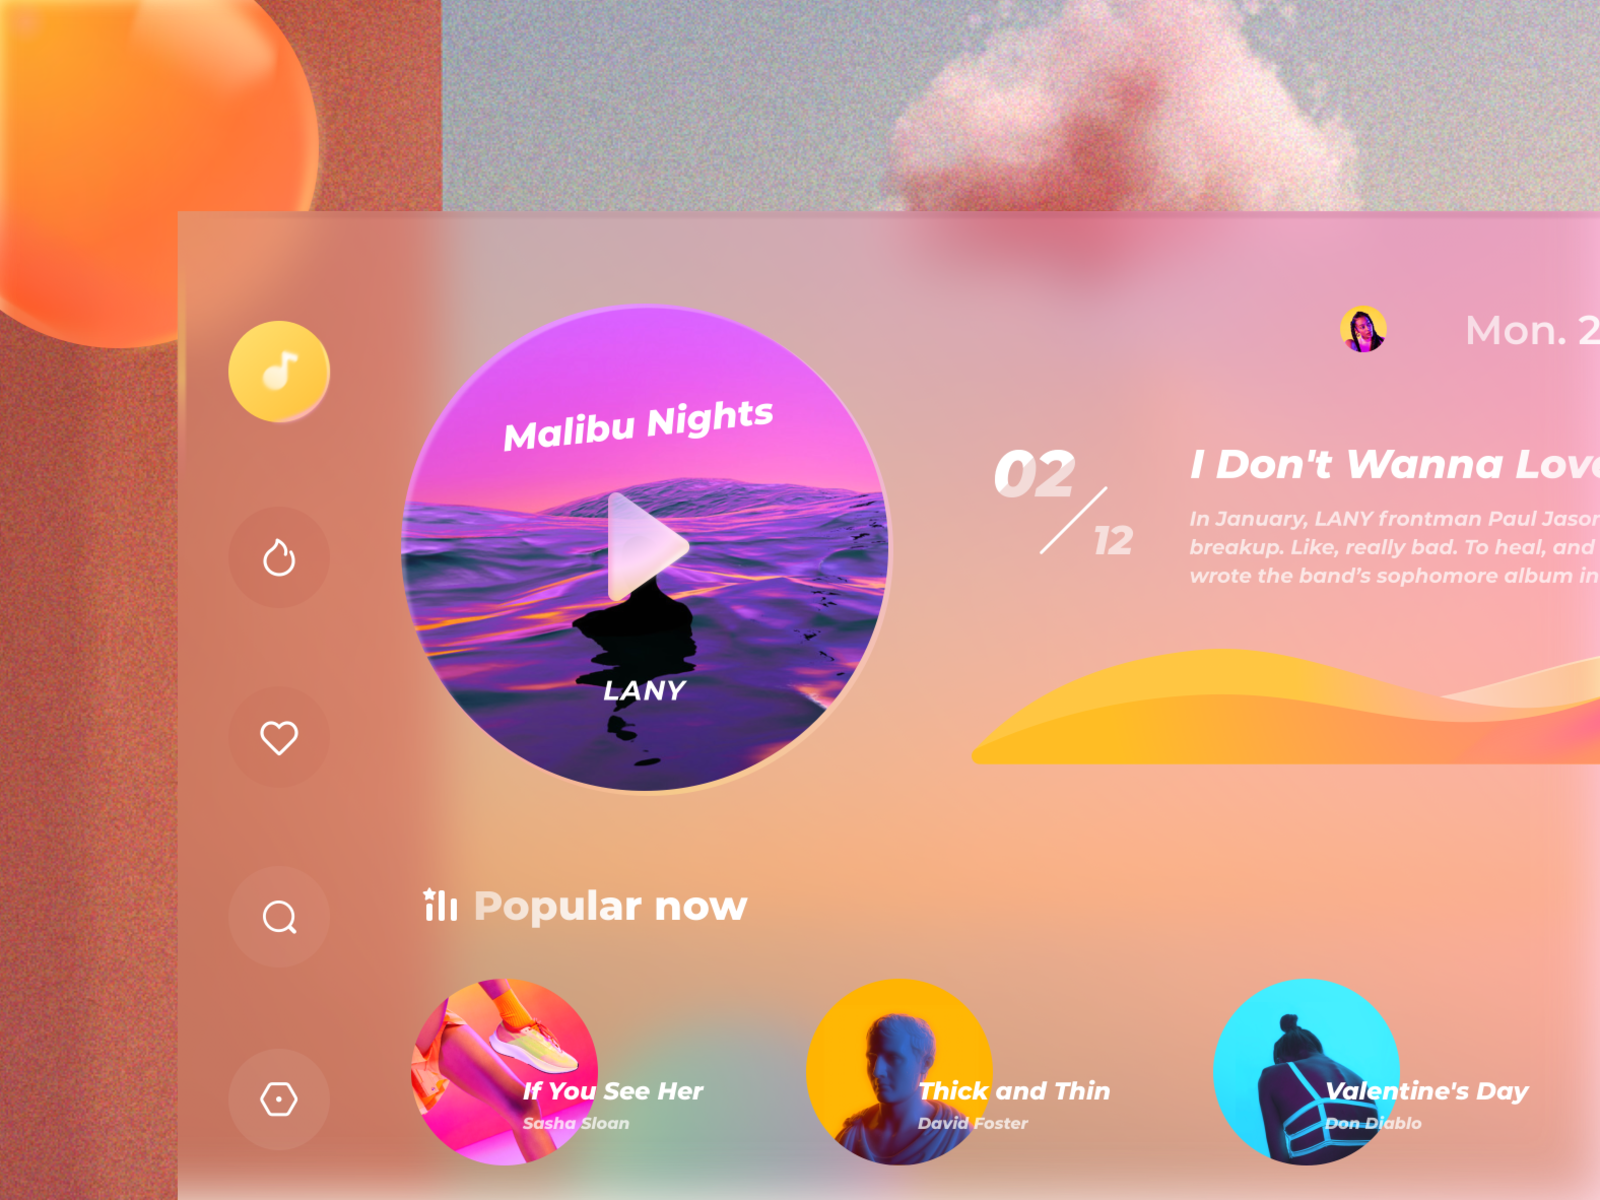 Mon. 2
Malibu Nights
LANY
02
12
I Don't Wanna Love
In January, LANY frontman Paul Jason
breakup. Like, really bad. To heal, and
wrote the band’s sophomore album in
Popular now
If You See Her
Sasha Sloan
Thick and Thin
David Foster
Valentine's Day
Don Diablo